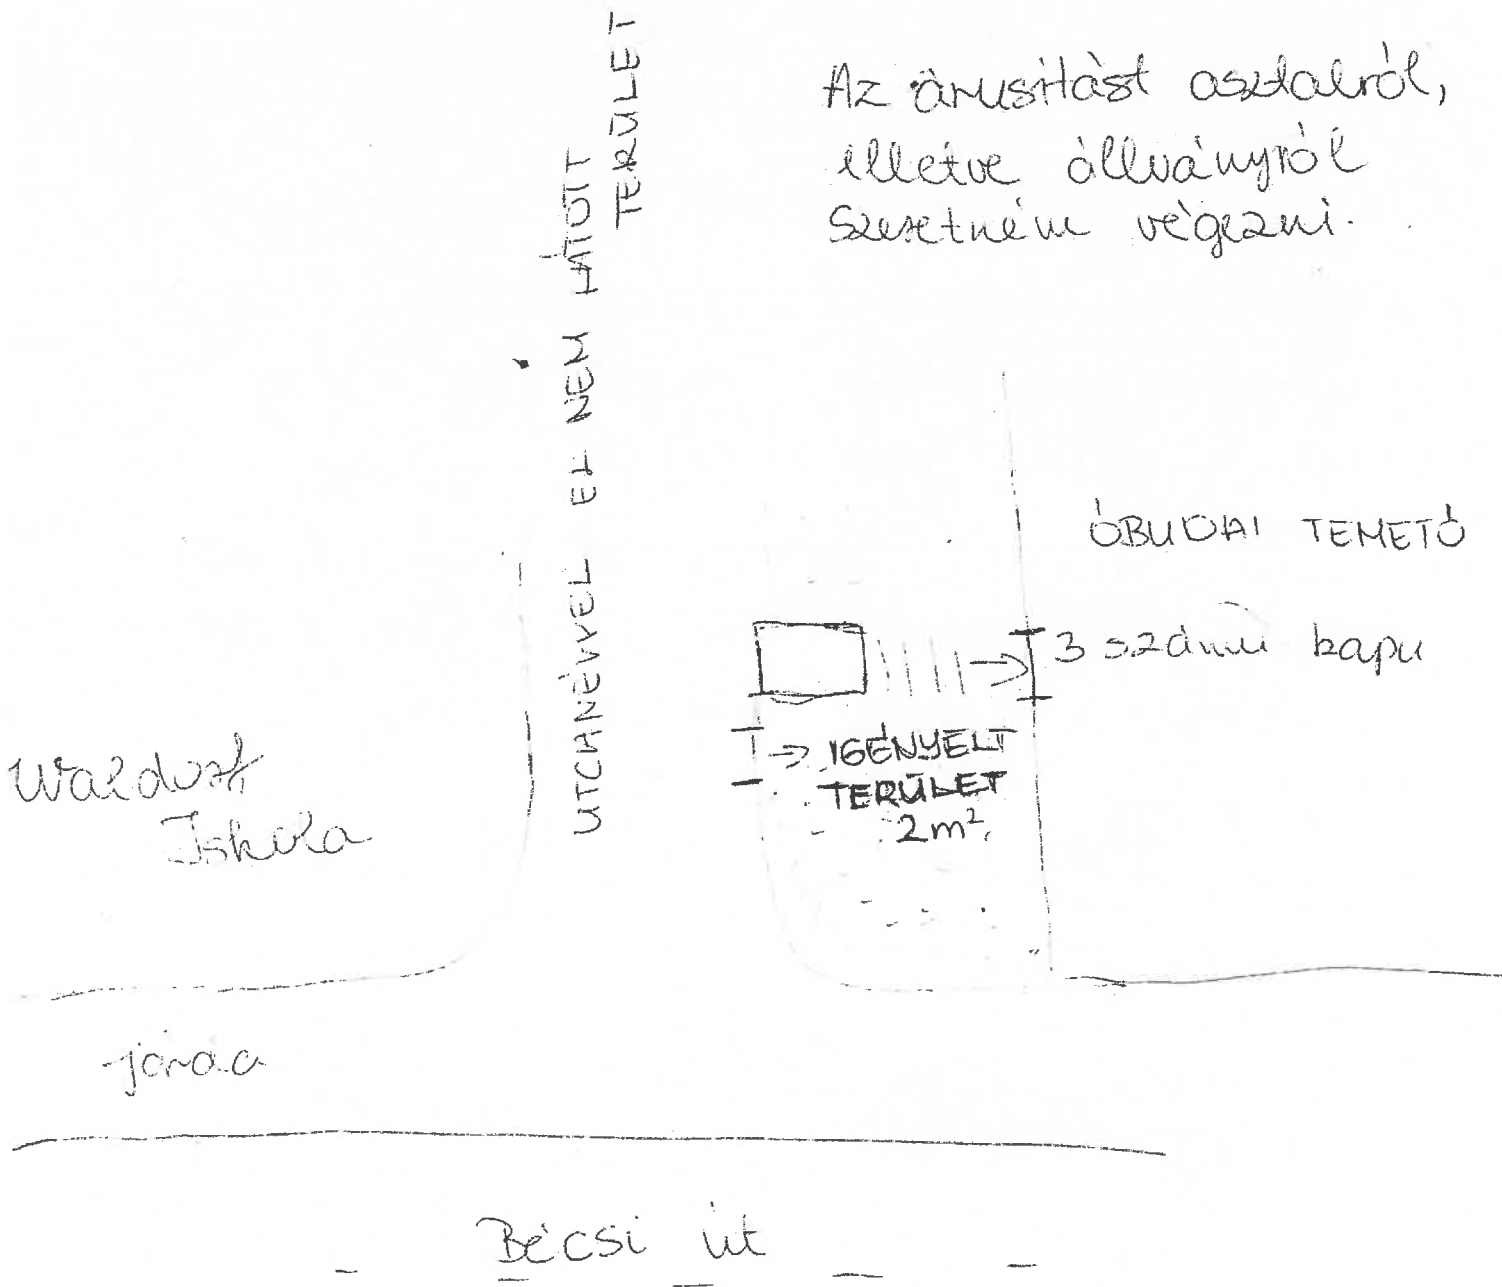 Az árusítást asztalról,
illetve állványról
szeretném végezni.
UTCANÉVVEL EL NEM LÁTOTT
TERÜLET
ÓBUDAI TEMETŐ
3 számu kapu
IGÉNYELT
TERÜLET
2m²
Waldorf
Iskola
járda
Bécsi út